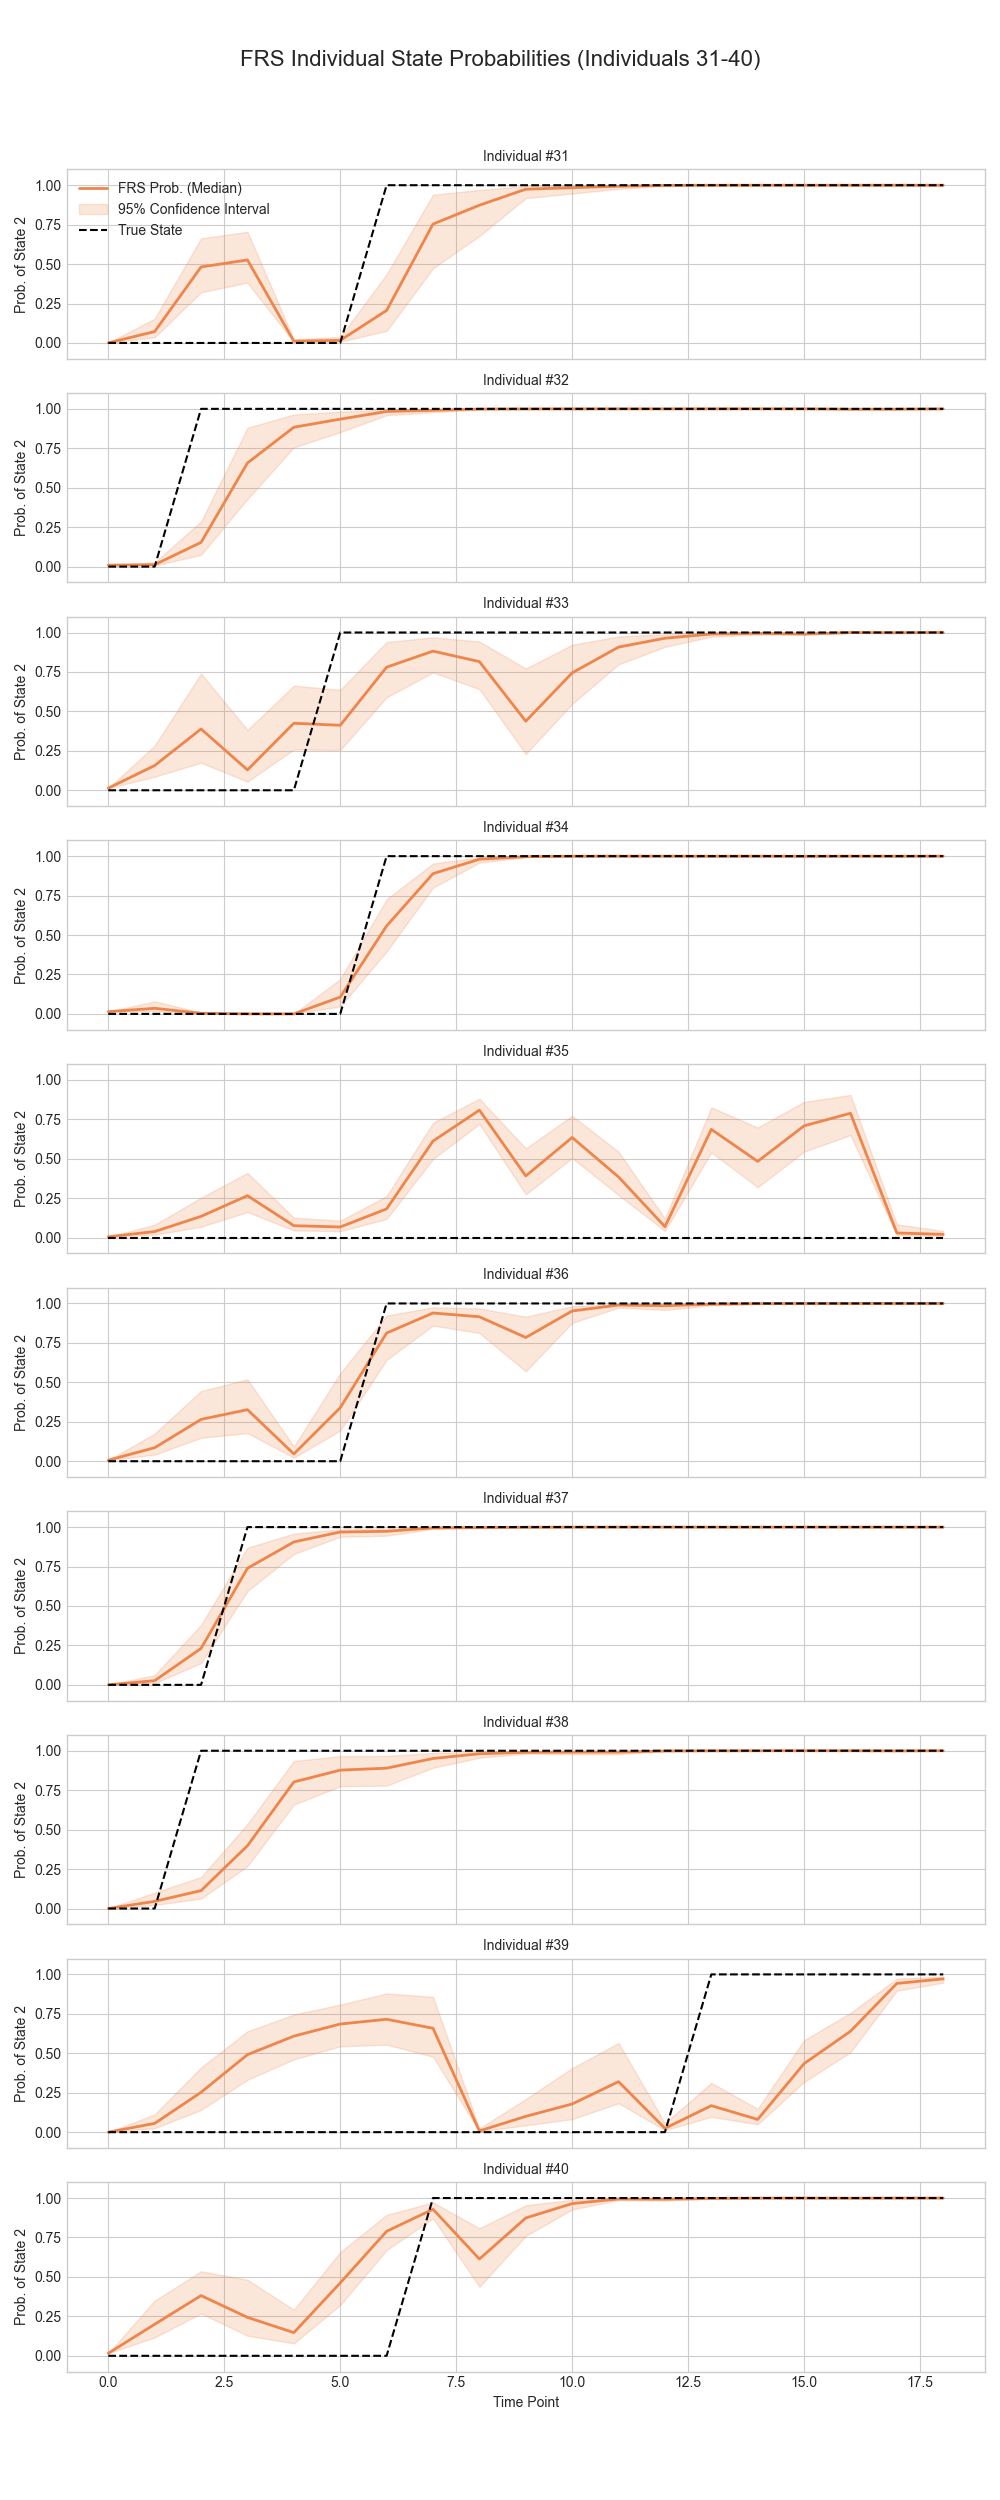 FRS Individual State Probabilities (Individuals 31-40)
Individual #31
FRS Prob. (Median)
95% Confidence Interval
True State
Prob. of State 2
1.00
0.75
0.50
0.25
0.00
Individual #32
Prob. of State 2
1.00
0.75
0.50
0.25
0.00
Individual #33
Prob. of State 2
1.00
0.75
0.50
0.25
0.00
Individual #34
Prob. of State 2
1.00
0.75
0.50
0.25
0.00
Individual #35
Prob. of State 2
1.00
0.75
0.50
0.25
0.00
Individual #36
Prob. of State 2
1.00
0.75
0.50
0.25
0.00
Individual #37
Prob. of State 2
1.00
0.75
0.50
0.25
0.00
Individual #38
Prob. of State 2
1.00
0.75
0.50
0.25
0.00
Individual #39
Prob. of State 2
1.00
0.75
0.50
0.25
0.00
Individual #40
Prob. of State 2
1.00
0.75
0.50
0.25
0.00
0.0 2.5 5.0 7.5 10.0 12.5 15.0 17.5
Time Point